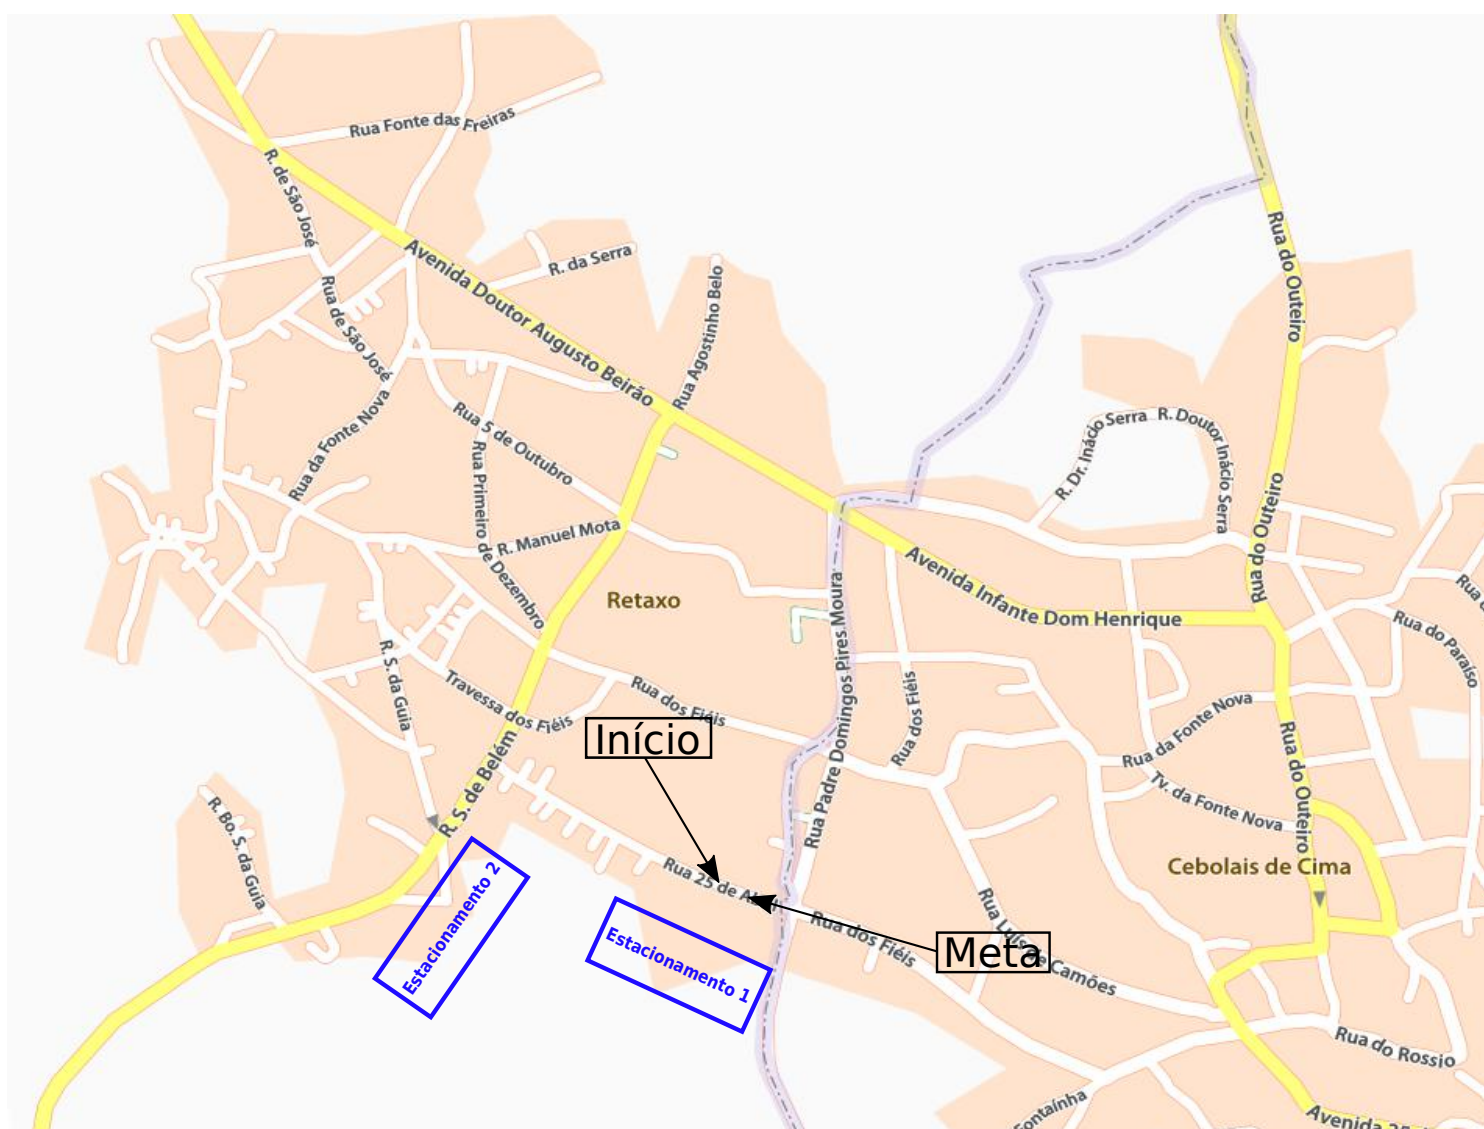 Rua Fonte das Freiras
R. de São José
Avenida Doutor Augusto Beirão
R. da Serra
Rua Agostinho Belo
Rua do Outeiro
Rua de São José
Rua da Fonte Nova
Rua 5 de Outubro
Rua Primeiro de Dezembro
R. Manuel Mota
R. Dr. Inácio Serra
R. Doutor Inácio Serra
Rua do Outeiro
Avenida Infante Dom Henrique
Retaxo
Rua Padre Domingos Pires Moura
Rua do Paraíso
R. S. da Guia
Travessa dos Fiéis
Rua dos Fiéis
Rua dos Fiéis
Rua da Fonte Nova
Tv. da Fonte Nova
Rua do Outeiro
Início
R. S. de Belém
R. Bo. S. da Guia
Cebolais de Cima
Rua 25 de
Rua dos Fiéis
Rua Luís de Camões
Meta
Estacionamento 2
Estacionamento 1
Rua do Rossio
Fontaínha
Avenida